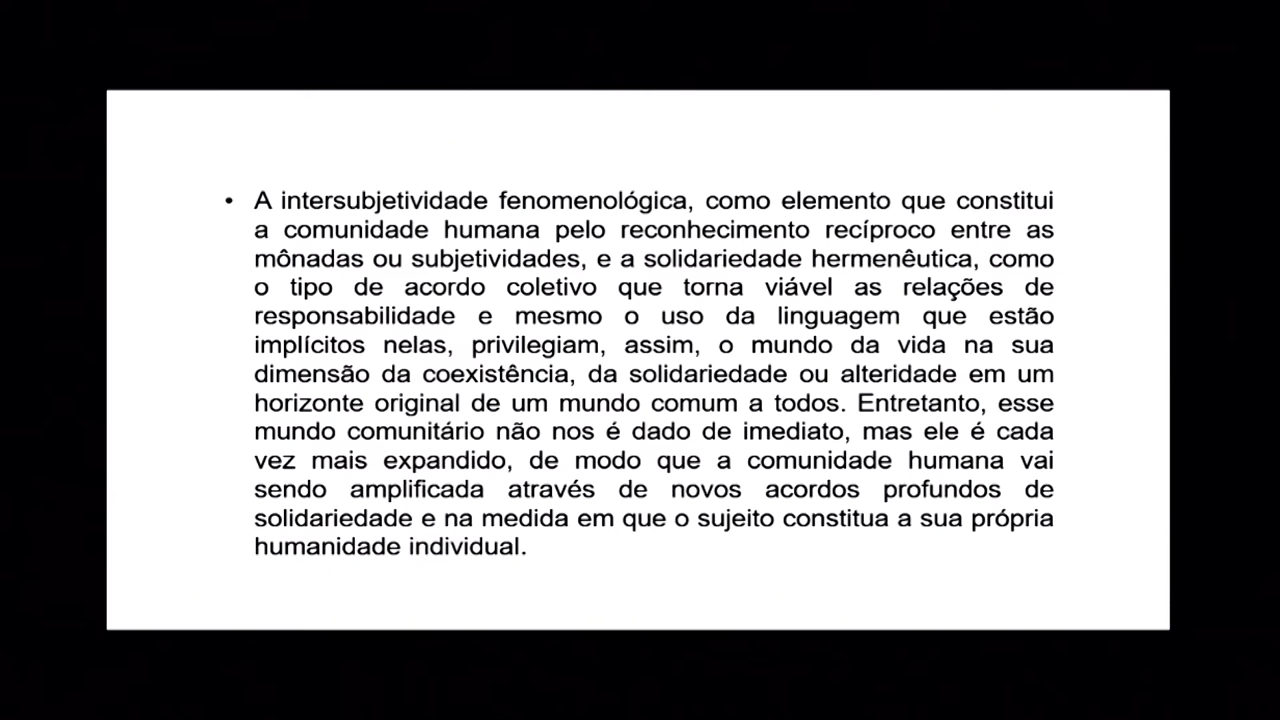 • A intersubjetividade fenomenológica, como elemento que constitui
a comunidade humana pelo reconhecimento recíproco entre as
mônadas ou subjetividades, e a solidariedade hermenêutica, como
o tipo de acordo coletivo que torna viável as relações de
responsabilidade e mesmo o uso da linguagem que estão
implícitos nelas, privilegiam, assim, o mundo da vida na sua
dimensão da coexistência, da solidariedade ou alteridade em um
horizonte original de um mundo comum a todos. Entretanto, esse
mundo comunitário não nos é dado de imediato, mas ele é cada
vez mais expandido, de modo que a comunidade humana vai
sendo amplificada através de novos acordos profundos de
solidariedade e na medida em que o sujeito constitua a sua própria
humanidade individual.